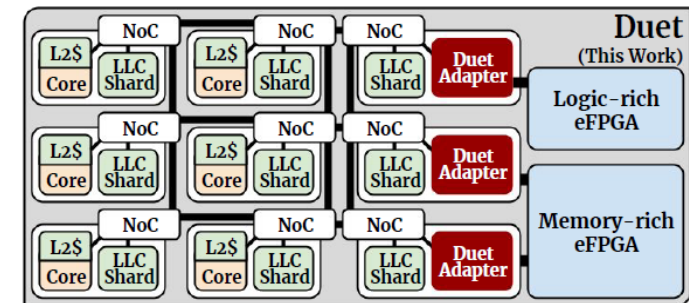 Duet
(This Work)
NoC
L2$
Core
LLC
Shard
NoC
L2$
Core
LLC
Shard
NoC
LLC
Shard
Duet
Adapter
Logic-rich
eFPGA
NoC
L2$
Core
LLC
Shard
NoC
L2$
Core
LLC
Shard
NoC
LLC
Shard
Duet
Adapter
Memory-rich
eFPGA
NoC
L2$
Core
LLC
Shard
NoC
L2$
Core
LLC
Shard
NoC
LLC
Shard
Duet
Adapter